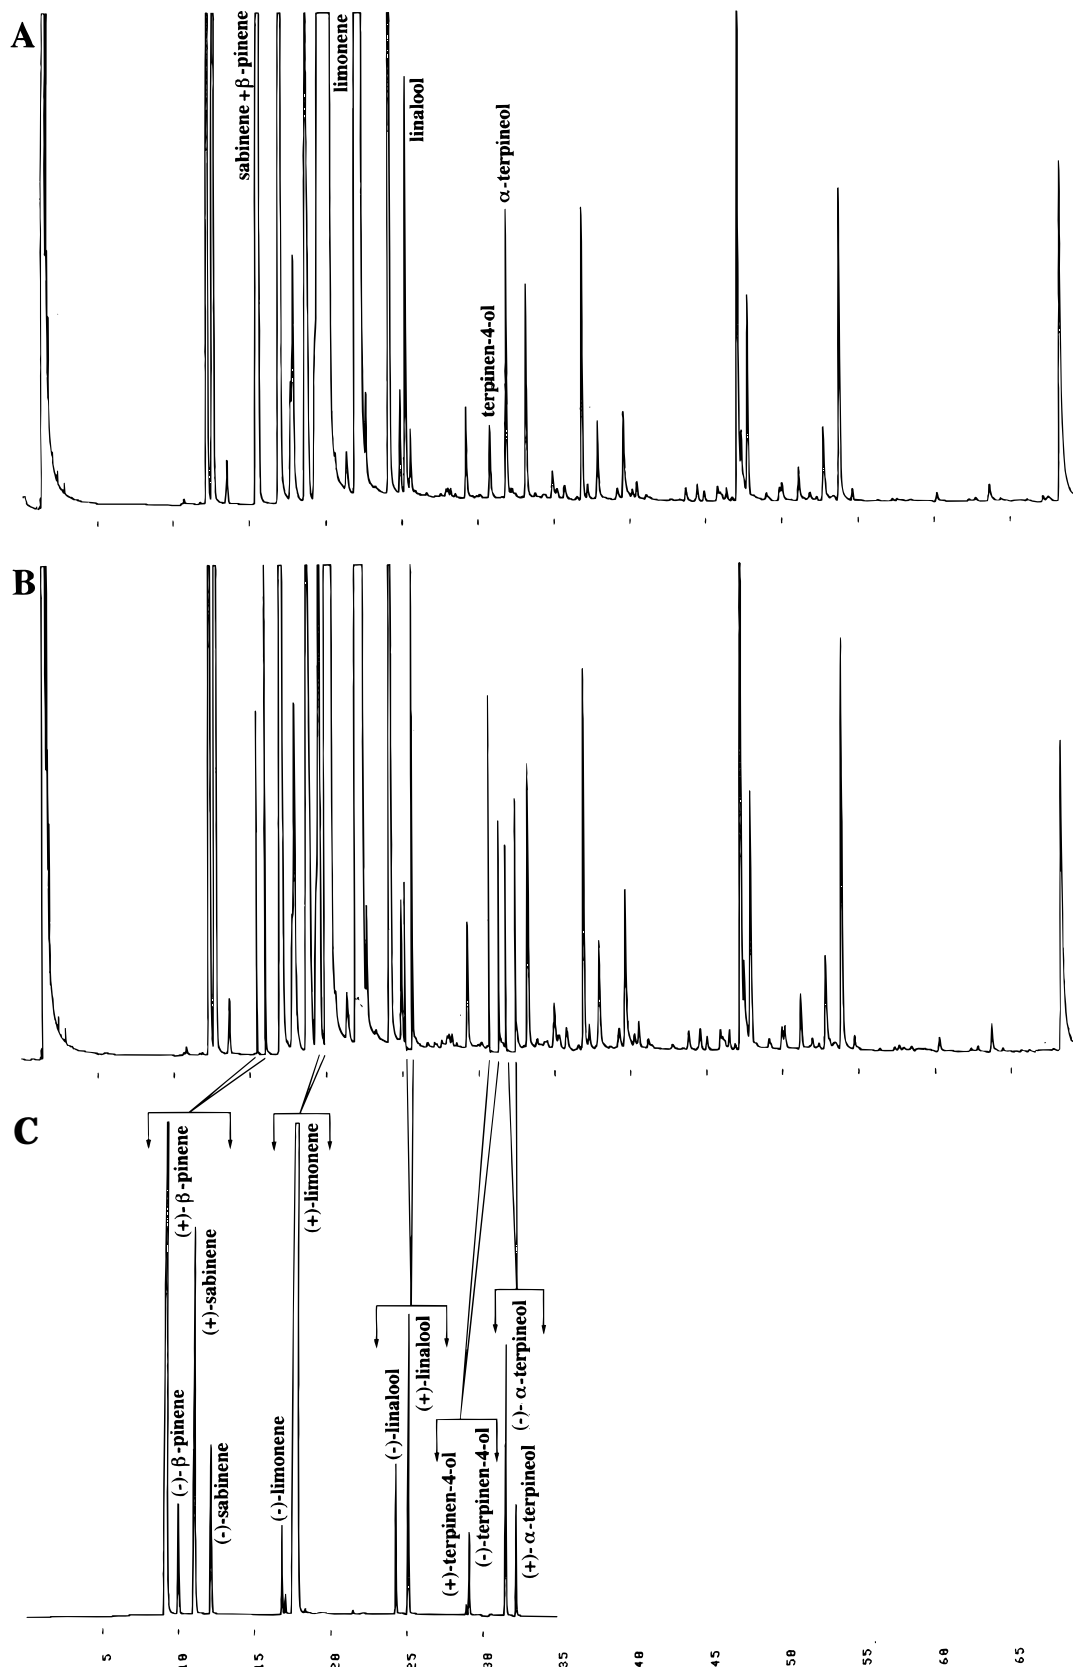 A
sabinene + β -pinene
limonene
linalool
terpinen-4-ol
α-terpineol
B
C
(+)-β -pinene
(-)-β -pinene
(+)-sabinene
(-)-sabinene
(-)-limonene
(+)-limonene
(-)-linalool
(+)-linalool
(+)-terpinen-4-ol
(-)-terpinen-4-ol
(-)- α-terpineol
(+)- α-terpineol
5
10
15
20
25
30
35
40
45
50
55
60
65